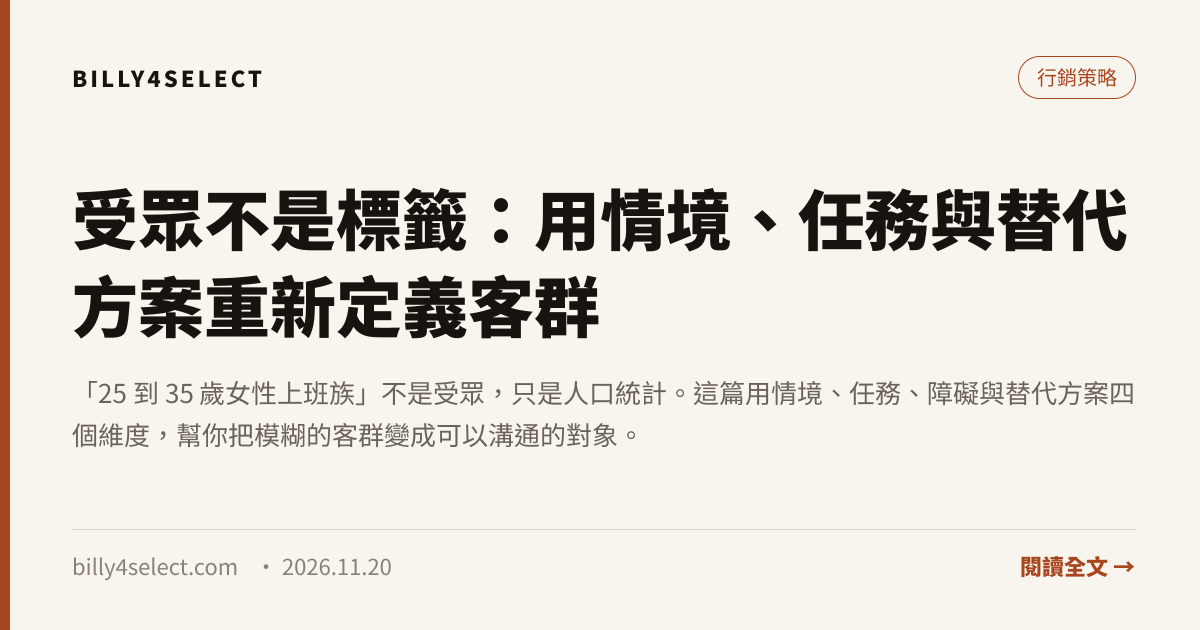 BILLY4SELECT
行銷策略
受眾不是標籤：用情境、任務與替代
方案重新定義客群
「25 到 35 歲女性上班族」不是受眾，只是人口統計。這篇用情境、任務、障礙與替代方案四
個維度，幫你把模糊的客群變成可以溝通的對象。
billy4select.com ・ 2026.11.20
閱讀全文 →